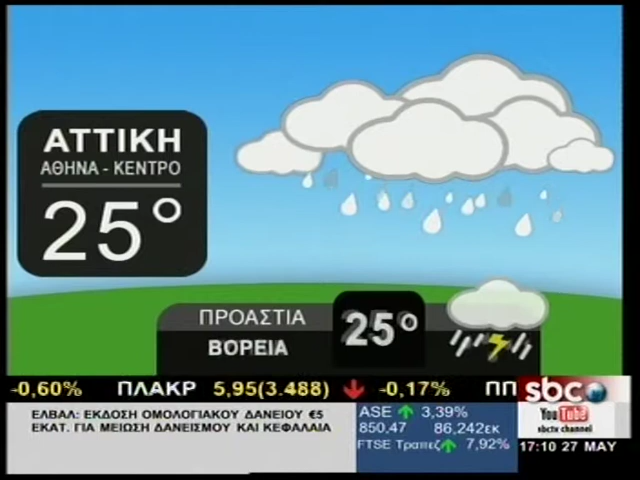 ΑΤΤΙΚΗ
ΑΘΗΝΑ - ΚΕΝΤΡΟ
25°
ΠΡΟΑΣΤΙΑ
ΒΟΡΕΙΑ
25°
-0,60% ΠΛΑΚΡ 5,95(3.488) -0,17% ΠΠ
sbc tv
ΕΛΒΑΛ: ΕΚΔΟΣΗ ΟΜΟΛΟΓΙΑΚΟΥ ΔΑΝΕΙΟΥ €5
ΕΚΑΤ. ΓΙΑ ΜΕΙΩΣΗ ΔΑΝΕΙΣΜΟΥ ΚΑΙ ΚΕΦΑΛΑΙΑ
ASE 3,39%
850,47 86,242εκ
FTSE Τραπεζ 7,92%
YouTube
sbctv channel
17:10 27 MAY